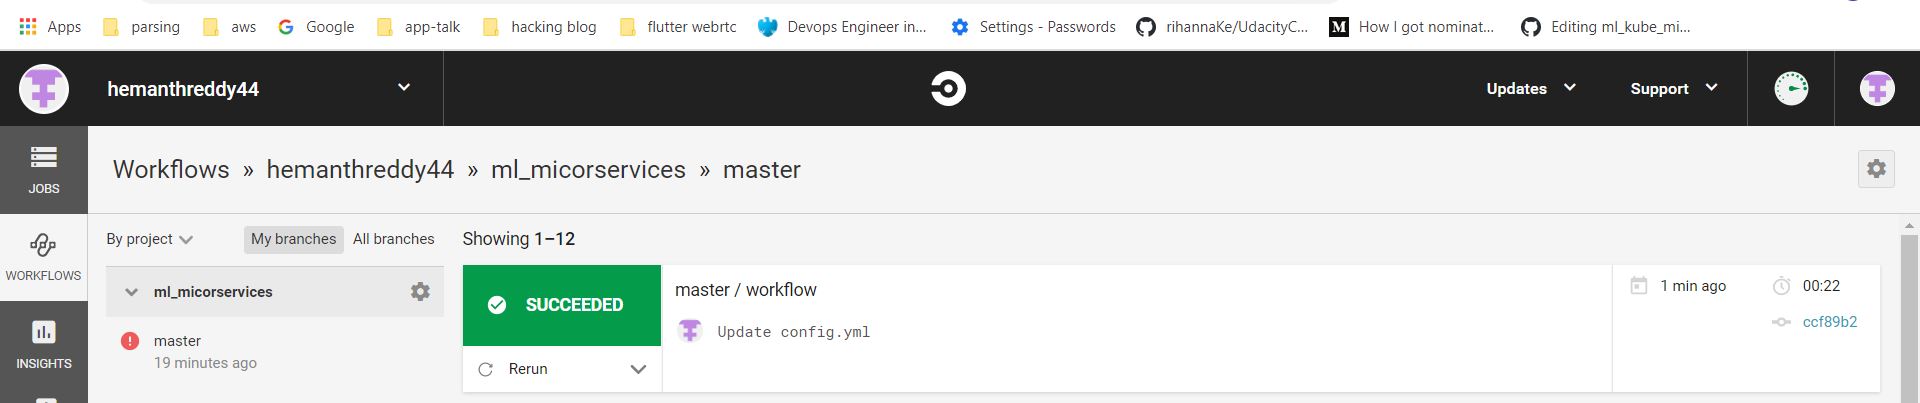 Apps parsing aws Google app-talk hacking blog flutter webrtc Devops Engineer in... Settings - Passwords rihannaKe/UdacityC... How I got nominat... Editing ml_kube_mi...
hemanthreddy44 Updates Support
Workflows » hemanthreddy44 » ml_micorservices » master
JOBS
WORKFLOWS
INSIGHTS
By project My branches All branches
ml_micorservices
master
19 minutes ago
Showing 1–12
SUCCEEDED
Rerun
master / workflow
Update config.yml
1 min ago 00:22
ccf89b2